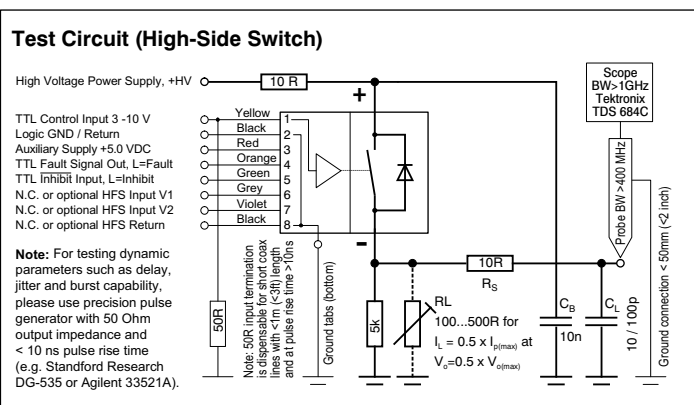 Test Circuit (High-Side Switch)
High Voltage Power Supply, +HV
10 R
+
Scope
BW>1GHz
Tektronix
TDS 684C
TTL Control Input 3 -10 V
Logic GND / Return
Auxiliary Supply +5.0 VDC
TTL Fault Signal Out, L=Fault
TTL Inhibit Input, L=Inhibit
N.C. or optional HFS Input V1
N.C. or optional HFS Input V2
N.C. or optional HFS Return
Yellow
Black
Red
Orange
Green
Grey
Violet
Black
1
2
3
4
5
6
7
8
-
Probe BW >400 MHz
Note: For testing dynamic
parameters such as delay,
jitter and burst capability,
please use precision pulse
generator with 50 Ohm
output impedance and
< 10 ns pulse rise time
(e.g. Standford Research
DG-535 or Agilent 33521A).
50R
Note: 50R input termination
is dispensable for short coax
lines with <1m (<3ft) length
and at pulse rise time >10ns
Ground tabs (bottom)
5k
RL
100...500R for
I_L = 0.5 x I_p(max) at
V_o=0.5 x V_o(max)
10R
R_S
C_B
10n
C_L
10 / 100p
Ground connection < 50mm (<2 inch)